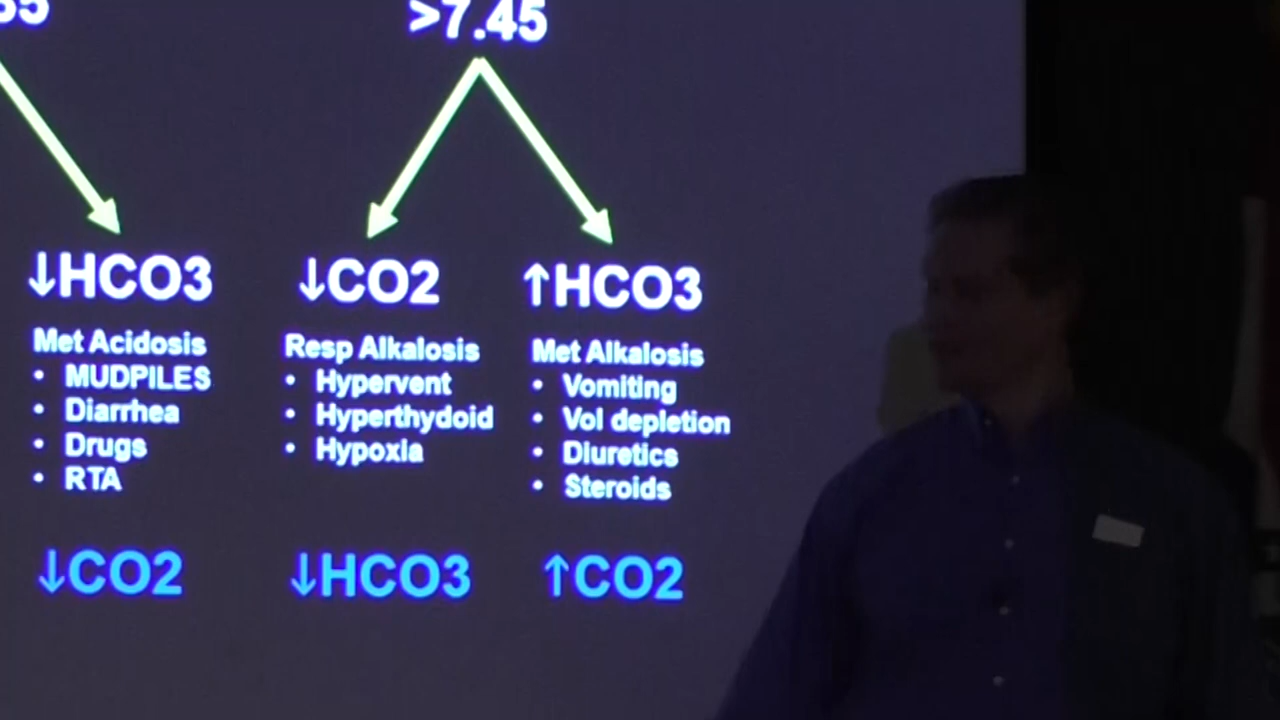 >7.45
↓HCO3
Met Acidosis
• MUDPILES
• Diarrhea
• Drugs
• RTA
↓CO2
↓CO2
Resp Alkalosis
• Hypervent
• Hyperthydoid
• Hypoxia
↓HCO3
↑HCO3
Met Alkalosis
• Vomiting
• Vol depletion
• Diuretics
• Steroids
↑CO2